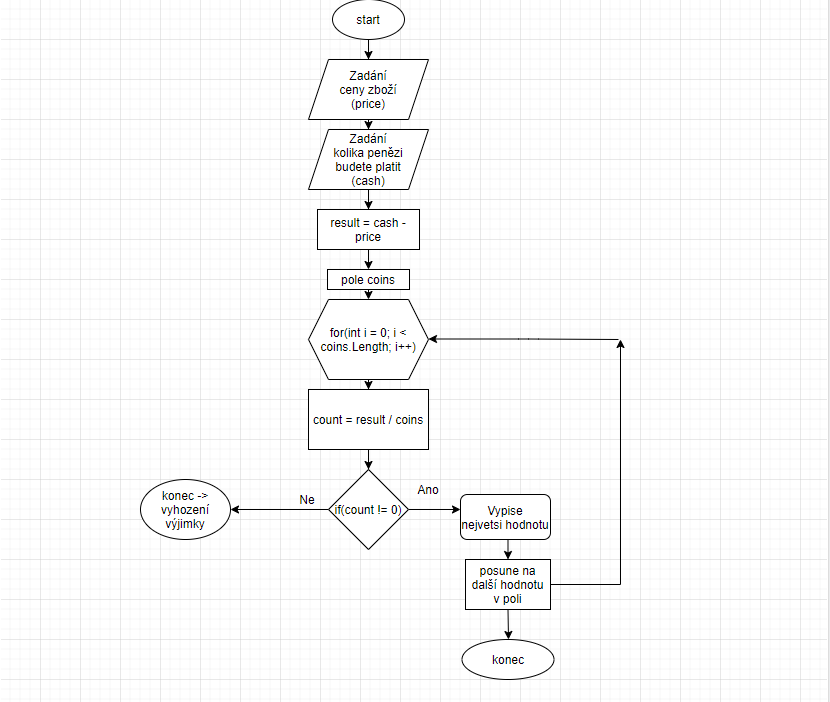 start
Zadání
ceny zboží
(price)
Zadání
kolika penězi
budete platit
(cash)
result = cash -
price
pole coins
for(int i = 0; i <
coins.Length; i++)
count = result / coins
if(count != 0)
Ne
Ano
konec ->
vyhození
výjimky
Vypise
nejvetsi hodnotu
posune na
další hodnotu
v poli
konec